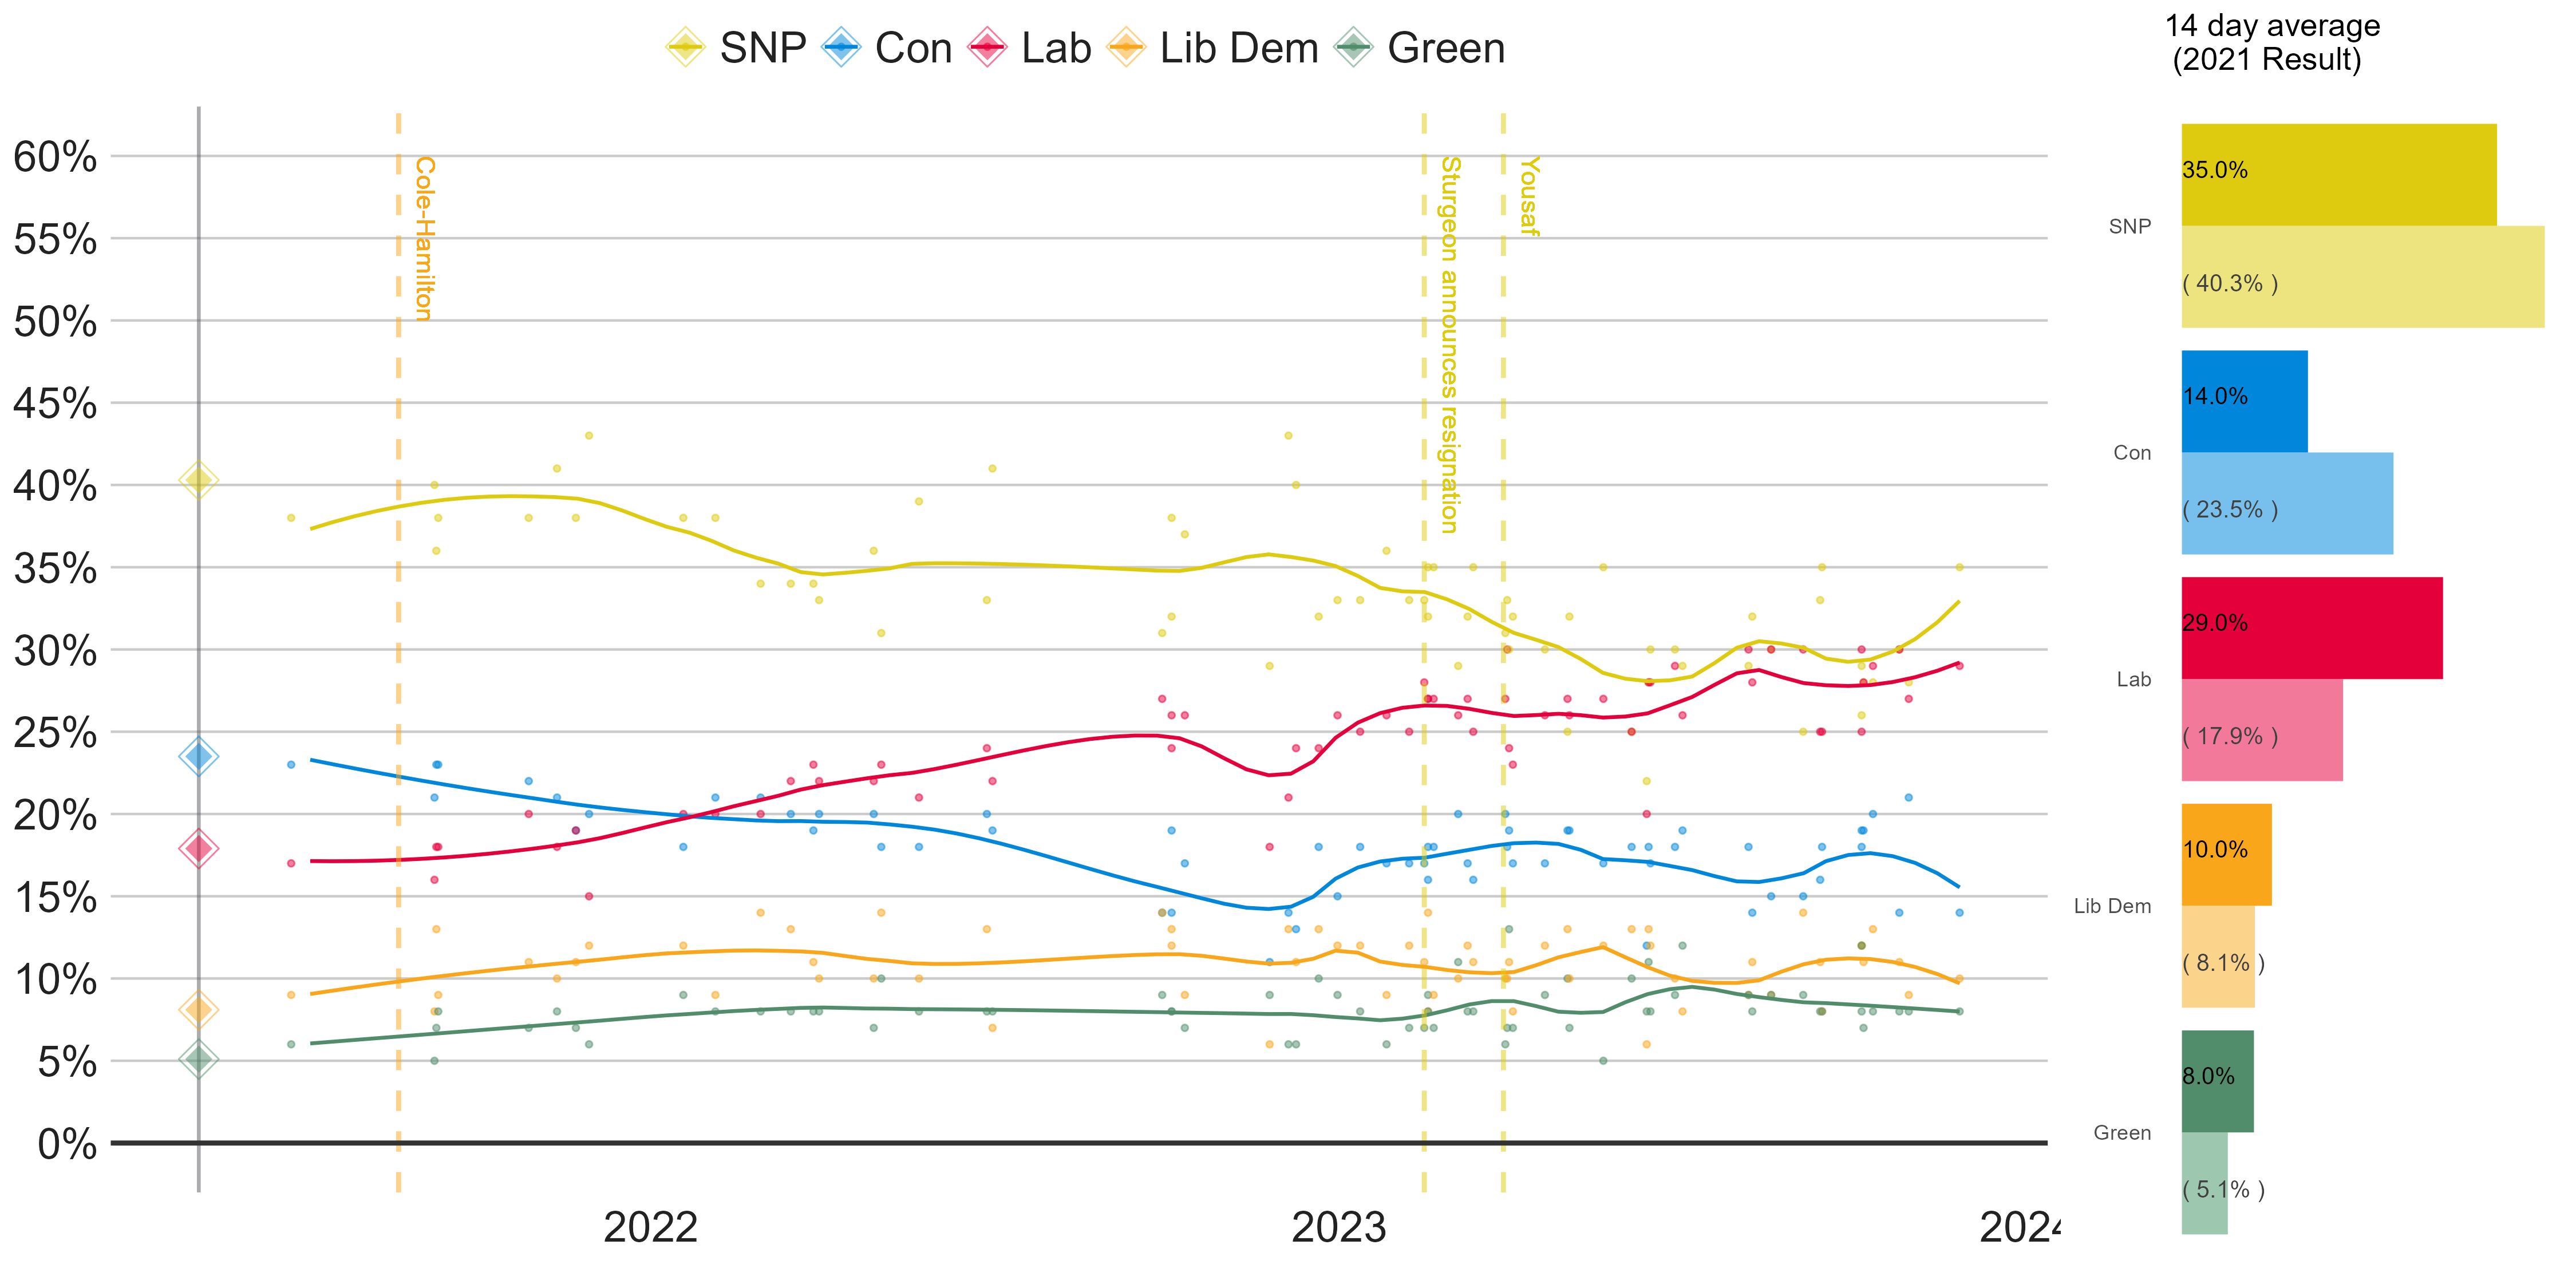 SNP Con Lab Lib Dem Green
14 day average
(2021 Result)
60%
55%
50%
45%
40%
35%
30%
25%
20%
15%
10%
5%
0%
Cole-Hamilton
Sturgeon announces resignation
Yousaf
2022
2023
2024
SNP
35.0%
( 40.3% )
Con
14.0%
( 23.5% )
Lab
29.0%
( 17.9% )
Lib Dem
10.0%
( 8.1% )
Green
8.0%
( 5.1% )